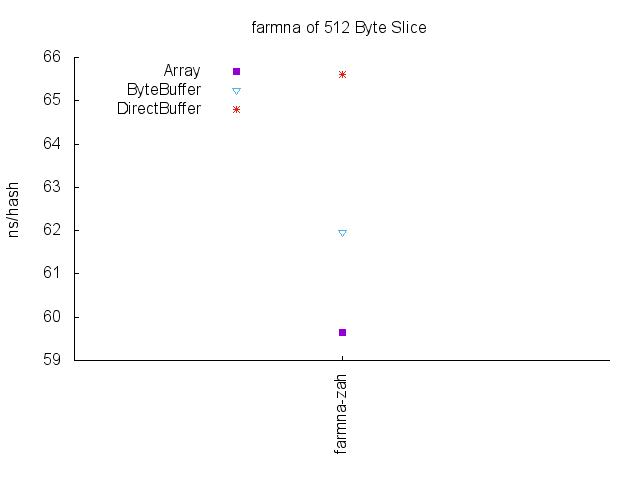 farmna of 512 Byte Slice
Array
ByteBuffer
DirectBuffer
ns/hash
66
65
64
63
62
61
60
59
farmna-zah